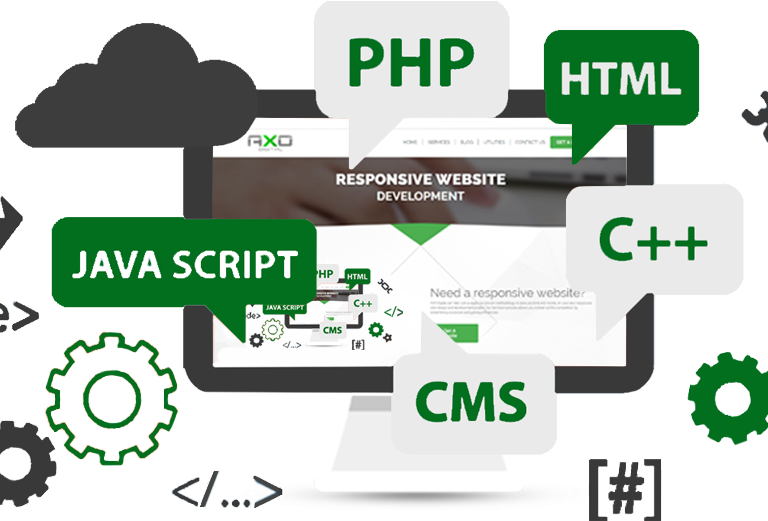 PHP
HTML
AXO
DIGITAL
HOME | SERVICES | BLOG | UTILITIES | CONTACT US
RESPONSIVE WEBSITE
DEVELOPMENT
C++
JAVA SCRIPT
PHP
HTML
JAVA SCRIPT
C++
</>
CMS
</...>
[#]
Need a responsive website?
e>
CMS
</...>
[#]